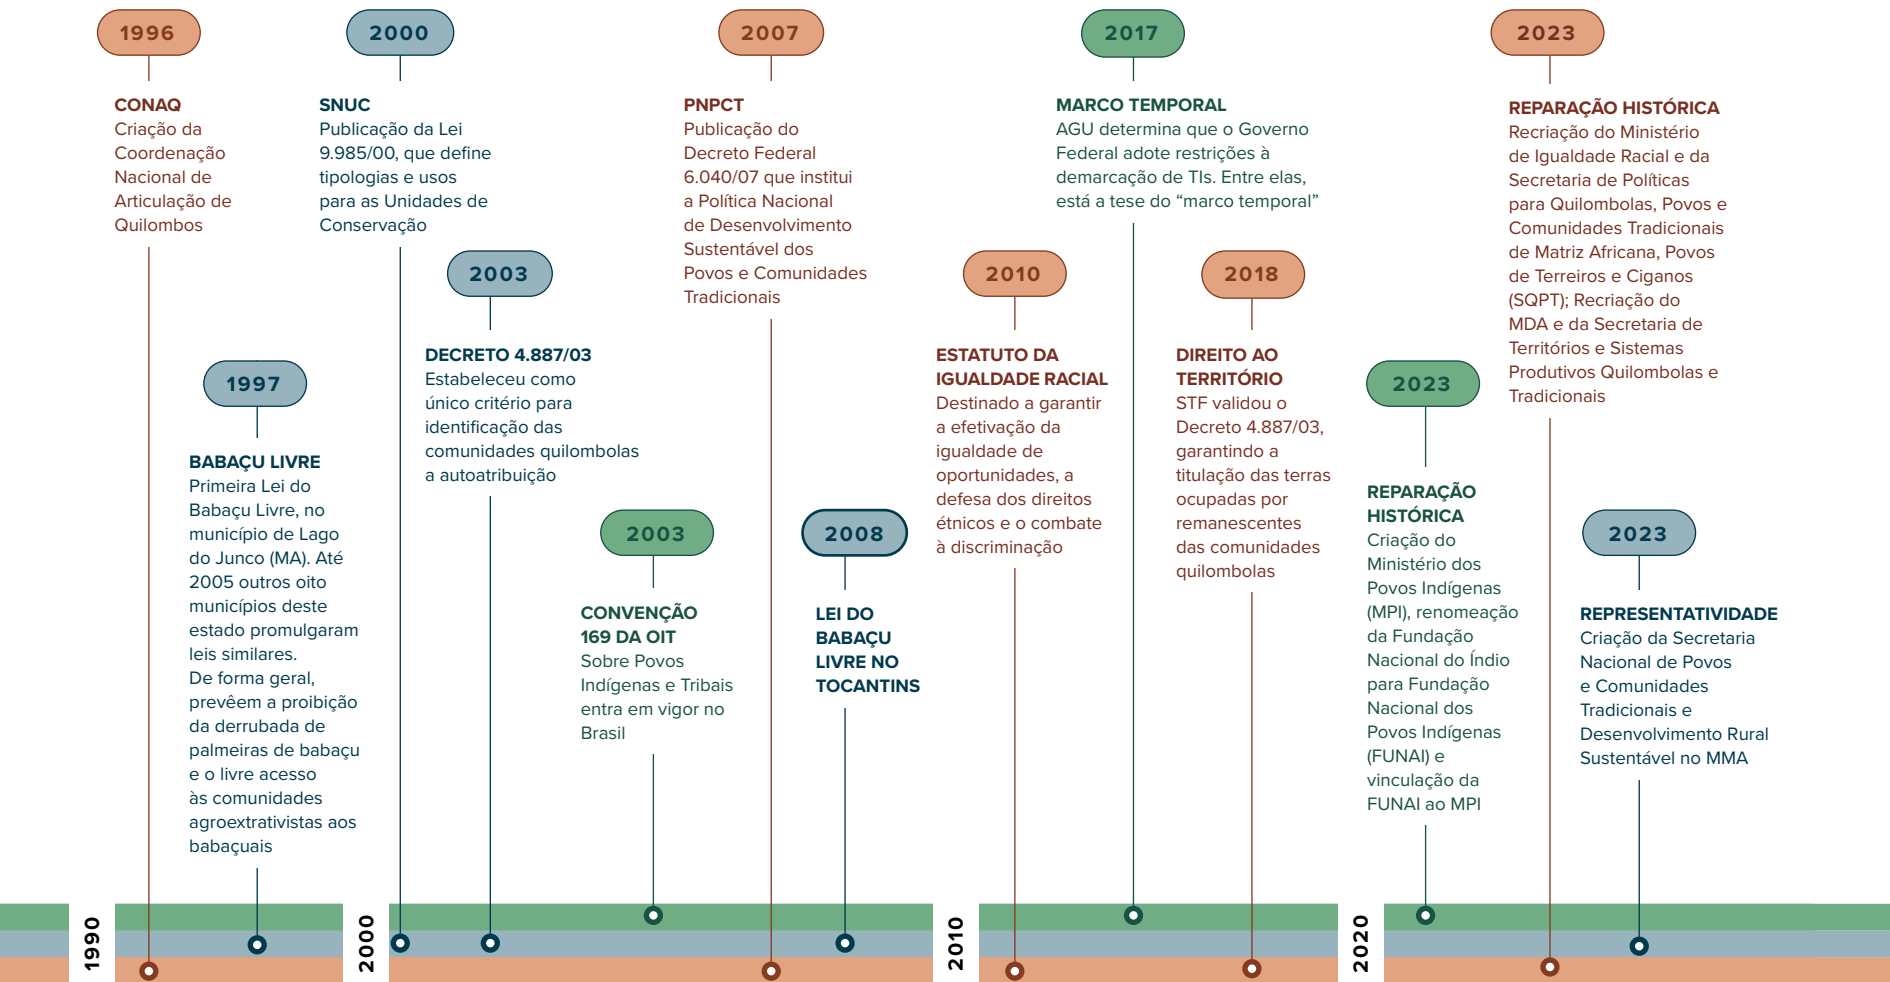 1996
CONAQ
Criação da
Coordenação
Nacional de
Articulação de
Quilombos
1997
BABAÇU LIVRE
Primeira Lei do
Babaçu Livre, no
município de Lago
do Junco (MA). Até
2005 outros oito
municípios deste
estado promulgaram
leis similares.
De forma geral,
prevêem a proibição
da derrubada de
palmeiras de babaçu
e o livre acesso
às comunidades
agroextrativistas aos
babaçuais
2000
SNUC
Publicação da Lei
9.985/00, que define
tipologias e usos
para as Unidades de
Conservação
2003
DECRETO 4.887/03
Estabeleceu como
único critério para
identificação das
comunidades quilombolas
a autoatribuição
2003
CONVENÇÃO
169 DA OIT
Sobre Povos
Indígenas e Tribais
entra em vigor no
Brasil
2007
PNPCT
Publicação do
Decreto Federal
6.040/07 que institui
a Política Nacional
de Desenvolvimento
Sustentável dos
Povos e Comunidades
Tradicionais
2008
LEI DO
BABAÇU
LIVRE NO
TOCANTINS
2010
ESTATUTO DA
IGUALDADE RACIAL
Destinado a garantir
a efetivação da
igualdade de
oportunidades, a
defesa dos direitos
étnicos e o combate
à discriminação
2017
MARCO TEMPORAL
AGU determina que o Governo
Federal adote restrições à
demarcação de TIs. Entre elas,
está a tese do “marco temporal”
2018
DIREITO AO
TERRITÓRIO
STF validou o
Decreto 4.887/03,
garantindo a
titulação das terras
ocupadas por
remanescentes
das comunidades
quilombolas
2023
REPARAÇÃO
HISTÓRICA
Criação do
Ministério dos
Povos Indígenas
(MPI), renomeação
da Fundação
Nacional do Índio
para Fundação
Nacional dos
Povos Indígenas
(FUNAI) e
vinculação da
FUNAI ao MPI
2023
REPARAÇÃO HISTÓRICA
Recriação do Ministério
de Igualdade Racial e da
Secretaria de Políticas
para Quilombolas, Povos e
Comunidades Tradicionais
de Matriz Africana, Povos
de Terreiros e Ciganos
(SQPT); Recriação do
MDA e da Secretaria de
Territórios e Sistemas
Produtivos Quilombolas e
Tradicionais
2023
REPRESENTATIVIDADE
Criação da Secretaria
Nacional de Povos
e Comunidades
Tradicionais e
Desenvolvimento Rural
Sustentável no MMA
1990
2000
2010
2020